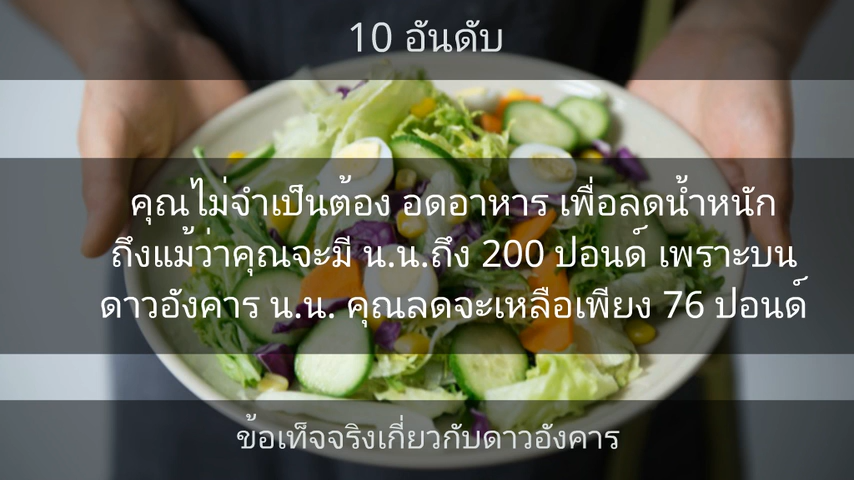 10 อันดับ
คุณไม่จำเป็นต้อง อดอาหาร เพื่อลดน้ำหนัก
ถึงแม้ว่าคุณจะมี น.น.ถึง 200 ปอนด์ เพราะบน
ดาวอังคาร น.น. คุณลดจะเหลือเพียง 76 ปอนด์
ข้อเท็จจริงเกี่ยวกับดาวอังคาร